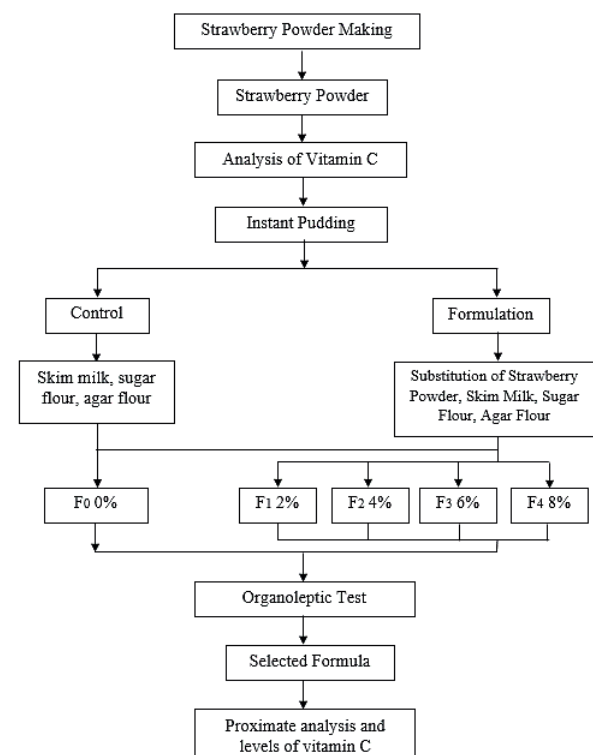 Strawberry Powder Making
Strawberry Powder
Analysis of Vitamin C
Instant Pudding
Control
Formulation
Skim milk, sugar
flour, agar flour
Substitution of Strawberry
Powder, Skim Milk, Sugar
Flour, Agar Flour
F0 0%
F1 2%
F2 4%
F3 6%
F4 8%
Organoleptic Test
Selected Formula
Proximate analysis and
levels of vitamin C